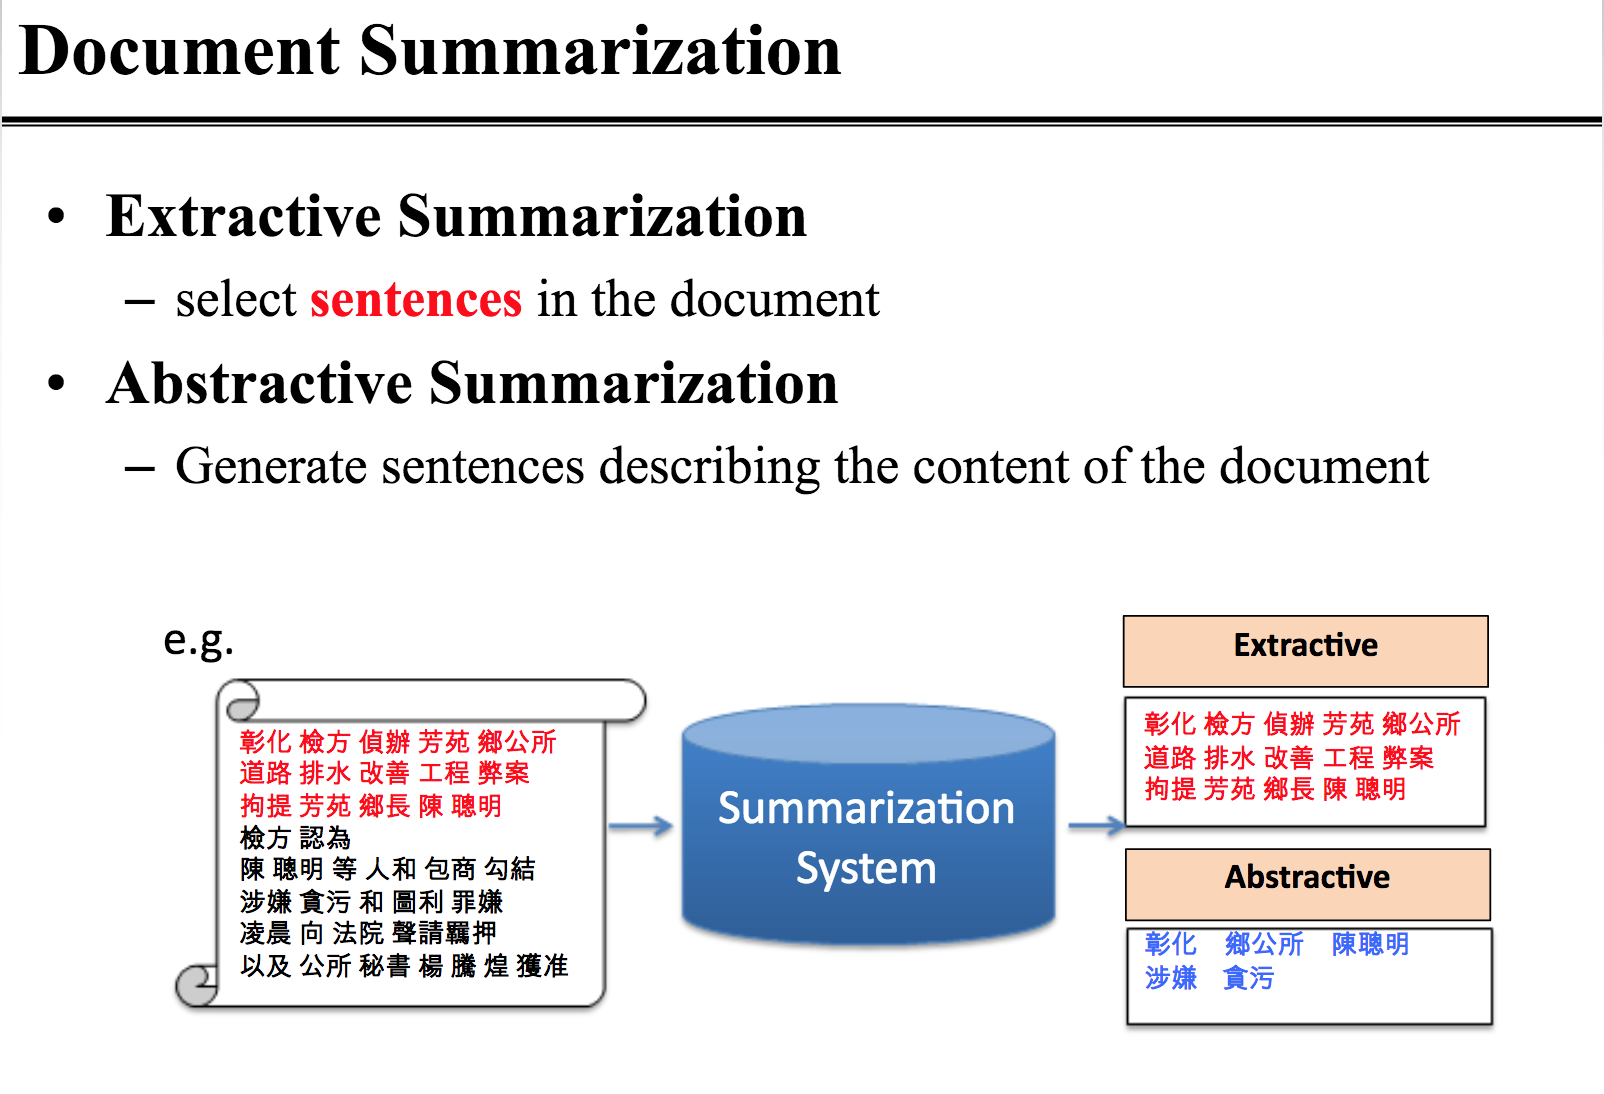 Document Summarization
• Extractive Summarization
– select sentences in the document
• Abstractive Summarization
– Generate sentences describing the content of the document
e.g.
彰化 檢方 偵辦 芳苑 鄉公所
道路 排水 改善 工程 弊案
拘提 芳苑 鄉長 陳 聰明
檢方 認為
陳 聰明 等 人和 包商 勾結
涉嫌 貪污 和 圖利 罪嫌
凌晨 向 法院 聲請羈押
以及 公所 秘書 楊 騰 煌 獲准
Summarization
System
Extractive
彰化 檢方 偵辦 芳苑 鄉公所
道路 排水 改善 工程 弊案
拘提 芳苑 鄉長 陳 聰明
Abstractive
彰化 鄉公所 陳聰明
涉嫌 貪污